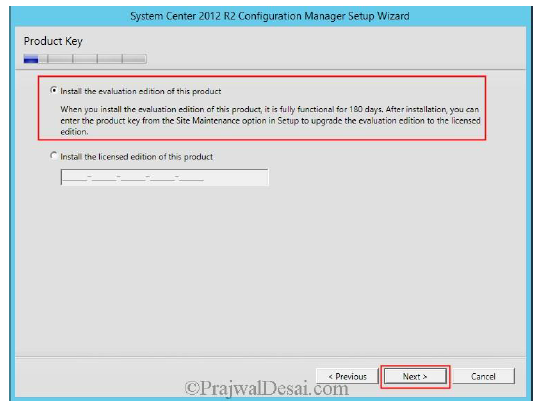 System Center 2012 R2 Configuration Manager Setup Wizard
Product Key
Install the evaluation edition of this product
When you install the evaluation edition of this product, it is fully functional for 180 days. After installation, you can
enter the product key from the Site Maintenance option in Setup to upgrade the evaluation edition to the licensed
edition.
Install the licensed edition of this product
_____-_____-_____-_____-_____
< Previous Next > Cancel
©PrajwalDesai.com